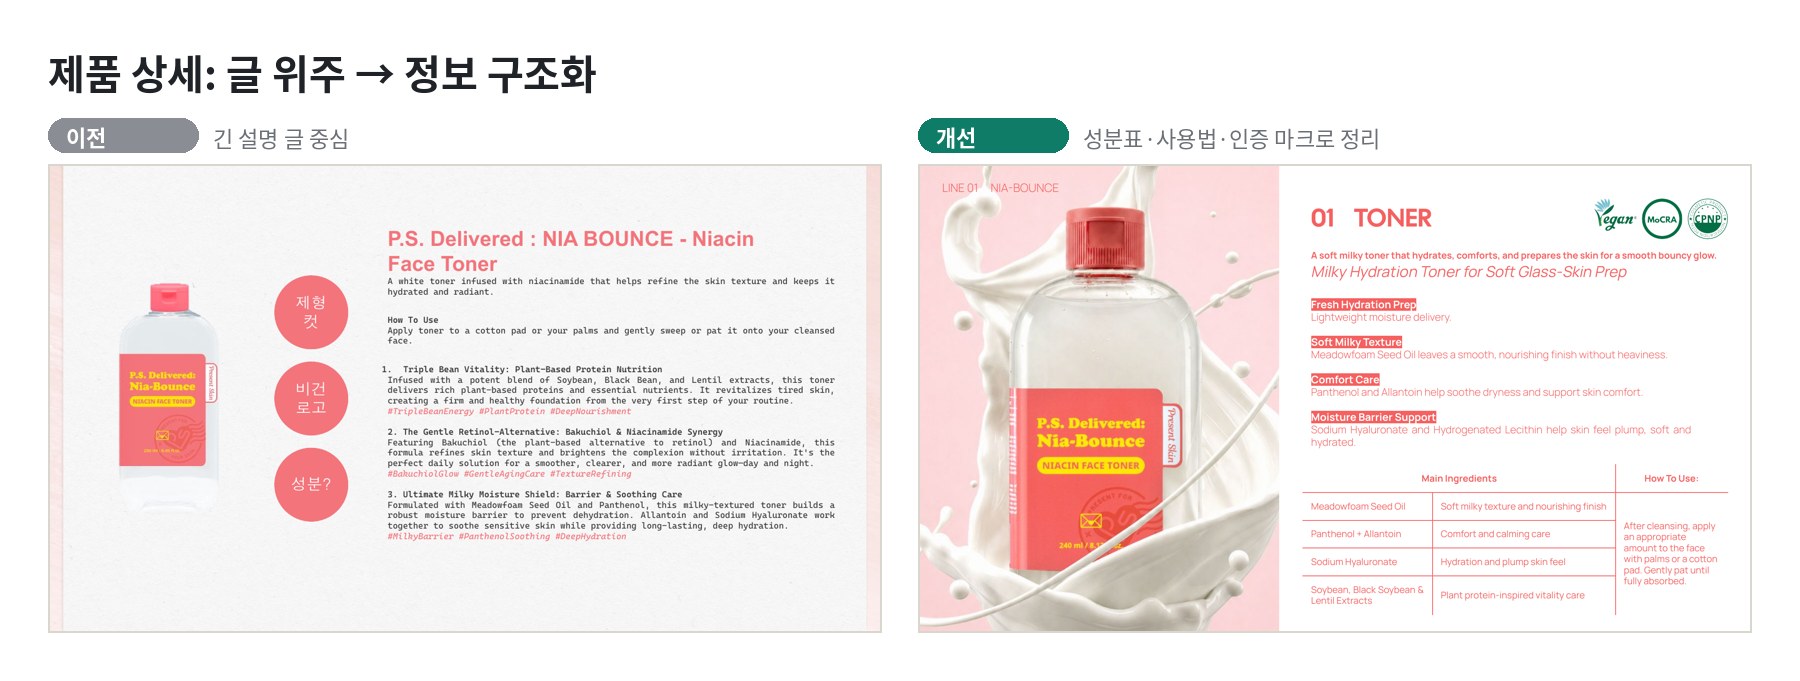 제품 상세: 글 위주 → 정보 구조화
이전
긴 설명 글 중심
P.S. Delivered : NIA BOUNCE - Niacin
Face Toner
A white toner infused with niacinamide that helps refine the skin texture and keeps it
hydrated and radiant.
How To Use
Apply toner to a cotton pad or your palms and gently sweep or pat it onto your cleansed
face.
1. Triple Bean Vitality: Plant-Based Protein Nutrition
Infused with a potent blend of Soybean, Black Bean, and Lentil extracts, this toner
delivers rich plant-based proteins and essential nutrients. It revitalizes tired skin,
creating a firm and healthy foundation from the very first step of your routine.
#TripleBeanEnergy #PlantProtein #DeepNourishment
2. The Gentle Retinol-Alternative: Bakuchiol & Niacinamide Synergy
Featuring Bakuchiol (the plant-based alternative to retinol) and Niacinamide, this
formula refines skin texture and brightens the complexion without irritation. It's the
perfect daily solution for a smoother, clearer, and more radiant glow—day and night.
#BakuchiolGlow #GentleAgingCare #TextureRefining
3. Ultimate Milky Moisture Shield: Barrier & Soothing Care
Formulated with Meadowfoam Seed Oil and Panthenol, this milky-textured toner builds a
robust moisture barrier to prevent dehydration. Allantoin and Sodium Hyaluronate work
together to soothe sensitive skin while providing long-lasting, deep hydration.
#MilkyBarrier #PanthenolSoothing #DeepHydration
제형
컷
비건
로고
성분?
P.S. Delivered:
Nia-Bounce
NIACIN FACE TONER
Present Skin
개선
성분표·사용법·인증 마크로 정리
LINE 01 NIA-BOUNCE
P.S. Delivered:
Nia-Bounce
NIACIN FACE TONER
Present Skin
240 ml /
01 TONER
Vegan
MoCRA
CPNP
A soft milky toner that hydrates, comforts, and prepares the skin for a smooth bouncy glow.
Milky Hydration Toner for Soft Glass-Skin Prep
Fresh Hydration Prep
Lightweight moisture delivery.
Soft Milky Texture
Meadowfoam Seed Oil leaves a smooth, nourishing finish without heaviness.
Comfort Care
Panthenol and Allantoin help soothe dryness and support skin comfort.
Moisture Barrier Support
Sodium Hyaluronate and Hydrogenated Lecithin help skin feel plump, soft and
hydrated.
Main Ingredients
How To Use:
Meadowfoam Seed Oil
Soft milky texture and nourishing finish
Panthenol + Allantoin
Comfort and calming care
Sodium Hyaluronate
Hydration and plump skin feel
Soybean, Black Soybean &
Lentil Extracts
Plant protein-inspired vitality care
After cleansing, apply
an appropriate
amount to the face
with palms or a cotton
pad. Gently pat until
fully absorbed.